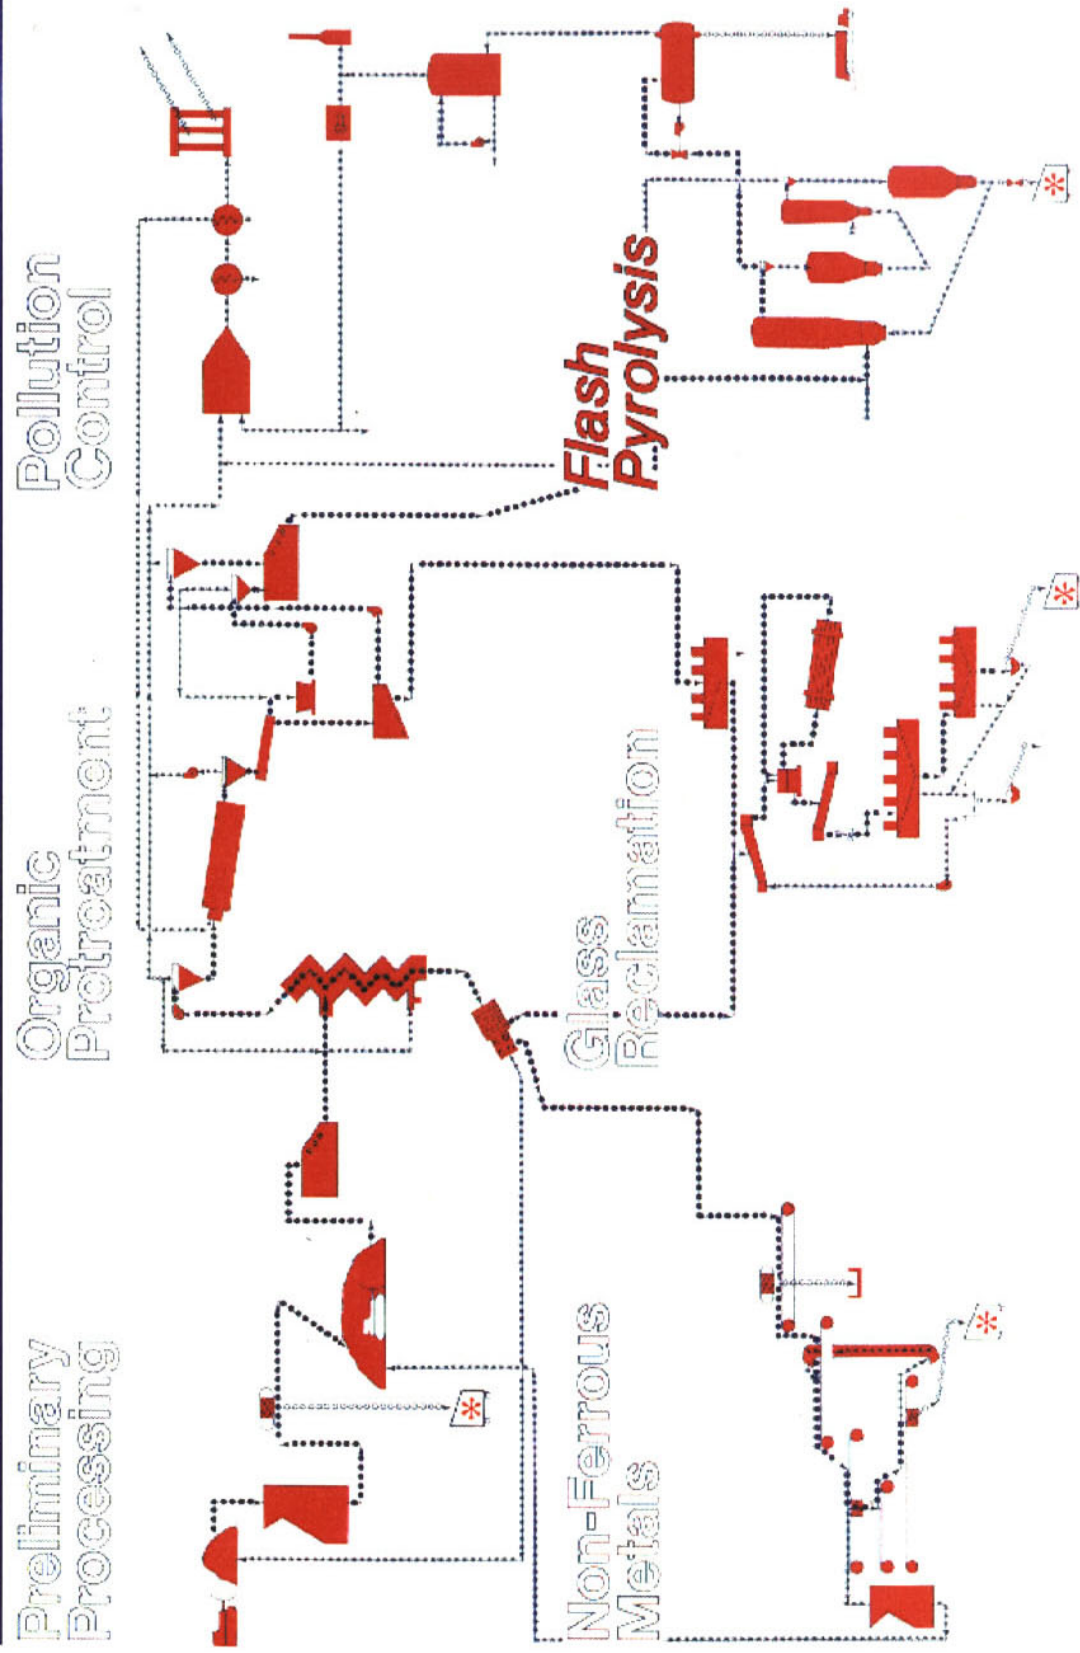 Preliminary
Processing
Organic
Pretreatment
Pollution
Control
Non-Ferrous
Metals
Glass
Reclamation
Flash
Pyrolysis